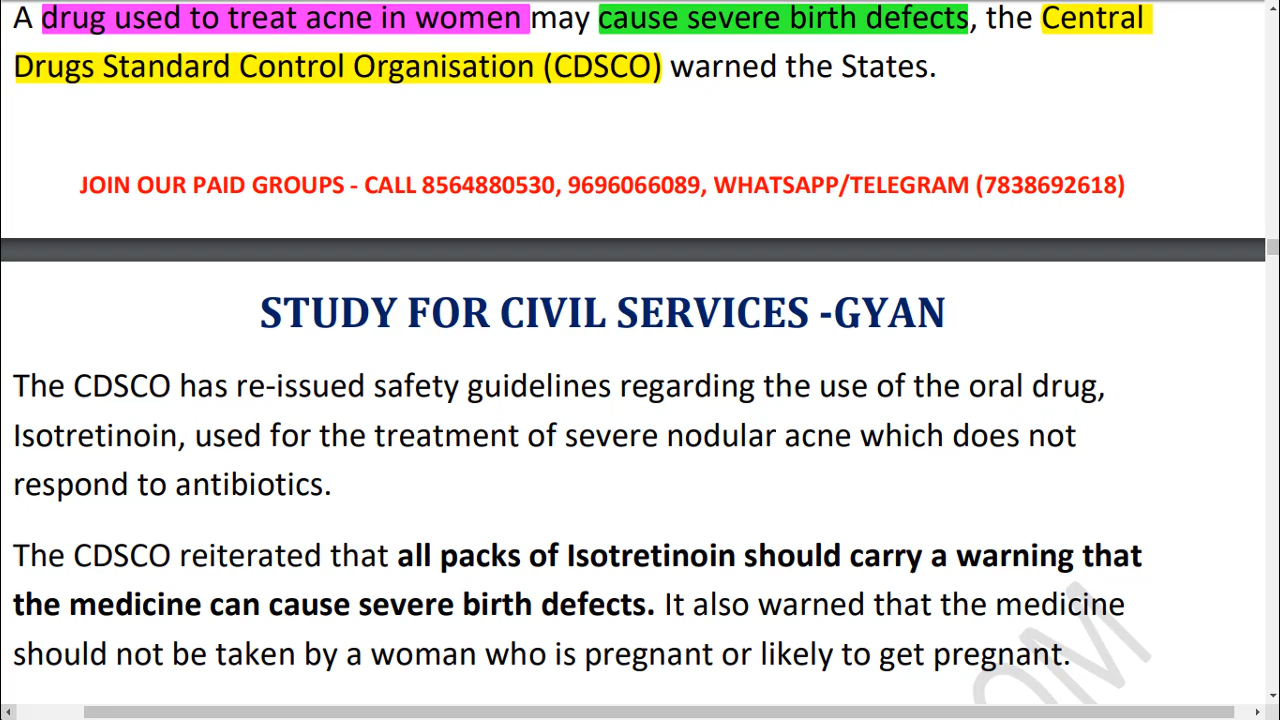 A drug used to treat acne in women may cause severe birth defects, the Central
Drugs Standard Control Organisation (CDSCO) warned the States.
JOIN OUR PAID GROUPS - CALL 8564880530, 9696066089, WHATSAPP/TELEGRAM (7838692618)
STUDY FOR CIVIL SERVICES -GYAN
The CDSCO has re-issued safety guidelines regarding the use of the oral drug,
Isotretinoin, used for the treatment of severe nodular acne which does not
respond to antibiotics.
The CDSCO reiterated that all packs of Isotretinoin should carry a warning that
the medicine can cause severe birth defects. It also warned that the medicine
should not be taken by a woman who is pregnant or likely to get pregnant.
OM